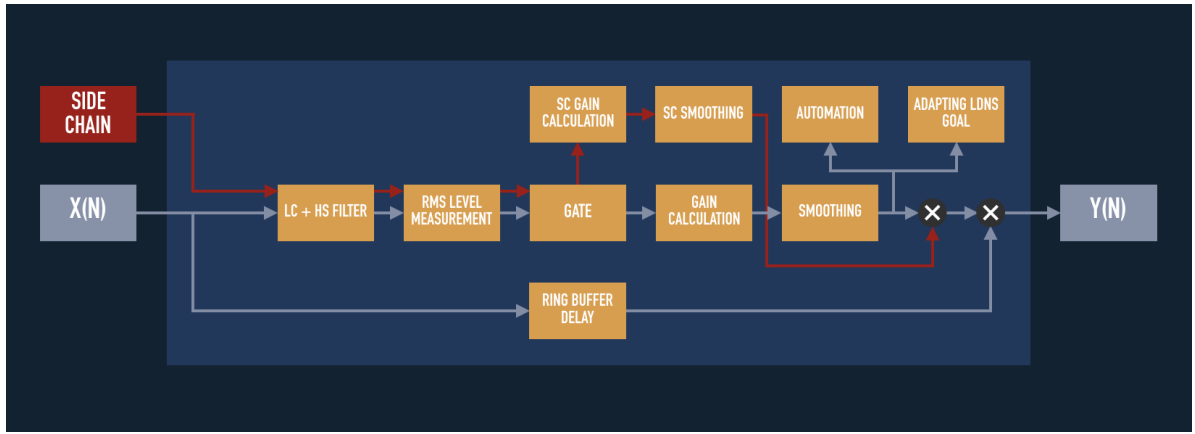 SIDE
CHAIN
SC GAIN
CALCULATION
SC SMOOTHING
AUTOMATION
ADAPTING LDNS
GOAL
X(N)
LC + HS FILTER
RMS LEVEL
MEASUREMENT
GATE
GAIN
CALCULATION
SMOOTHING
×
×
Y(N)
RING BUFFER
DELAY